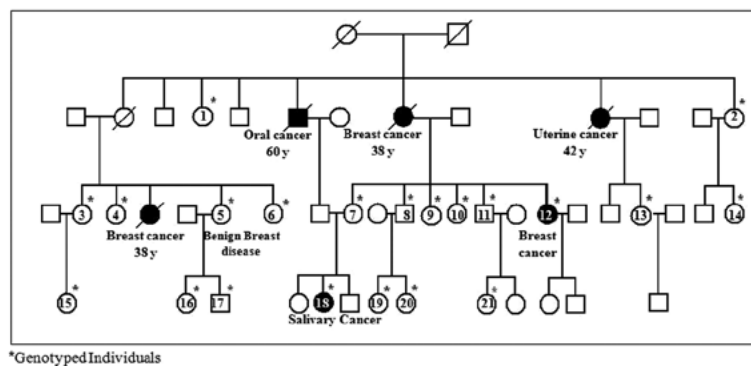 1 *
2 *
Oral cancer
60 y
Breast cancer
38 y
Uterine cancer
42 y
3 * 4 * 5 * 6 * 7 * 8 * 9 * 10 * 11 * 12 * 13 * 14 *
Breast cancer
38 y
Benign Breast
disease
Breast
cancer
15 * 16 * 17 * 18 * 19 * 20 * 21 *
Salivary Cancer
*Genotyped Individuals